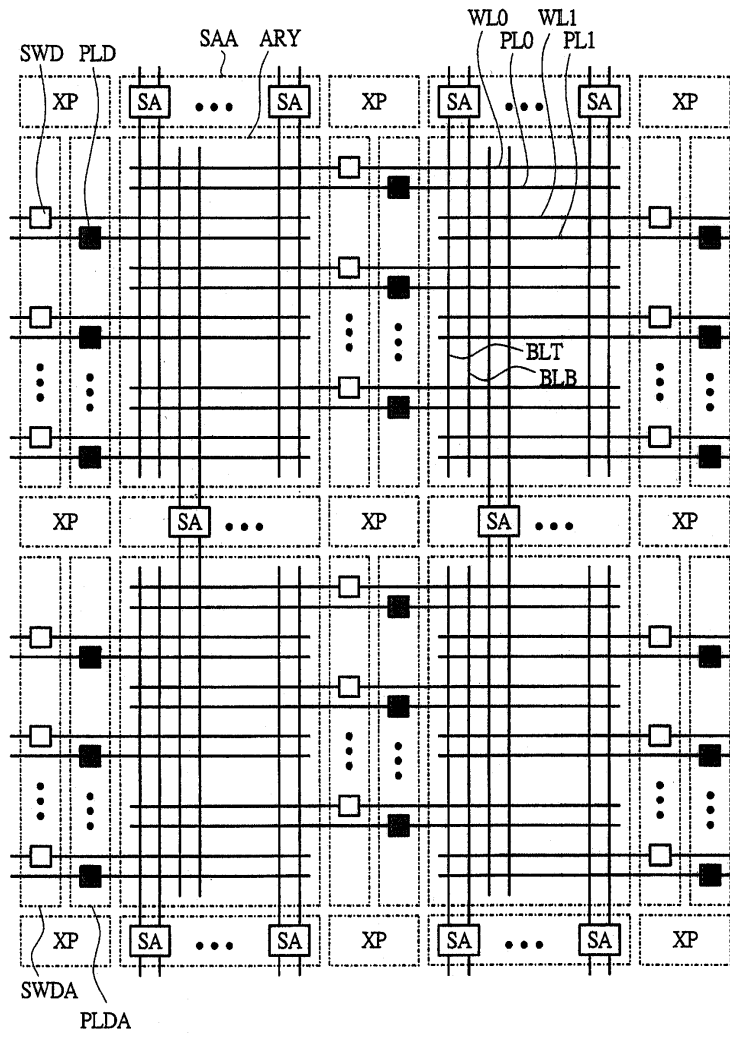 WL0 WL1
SAA ARY PL0 PL1
SWD PLD
XP SA ••• SA XP SA ••• SA XP
BLT
BLB
XP SA ••• XP SA ••• XP
XP SA ••• SA XP SA ••• SA XP
SWDA
PLDA